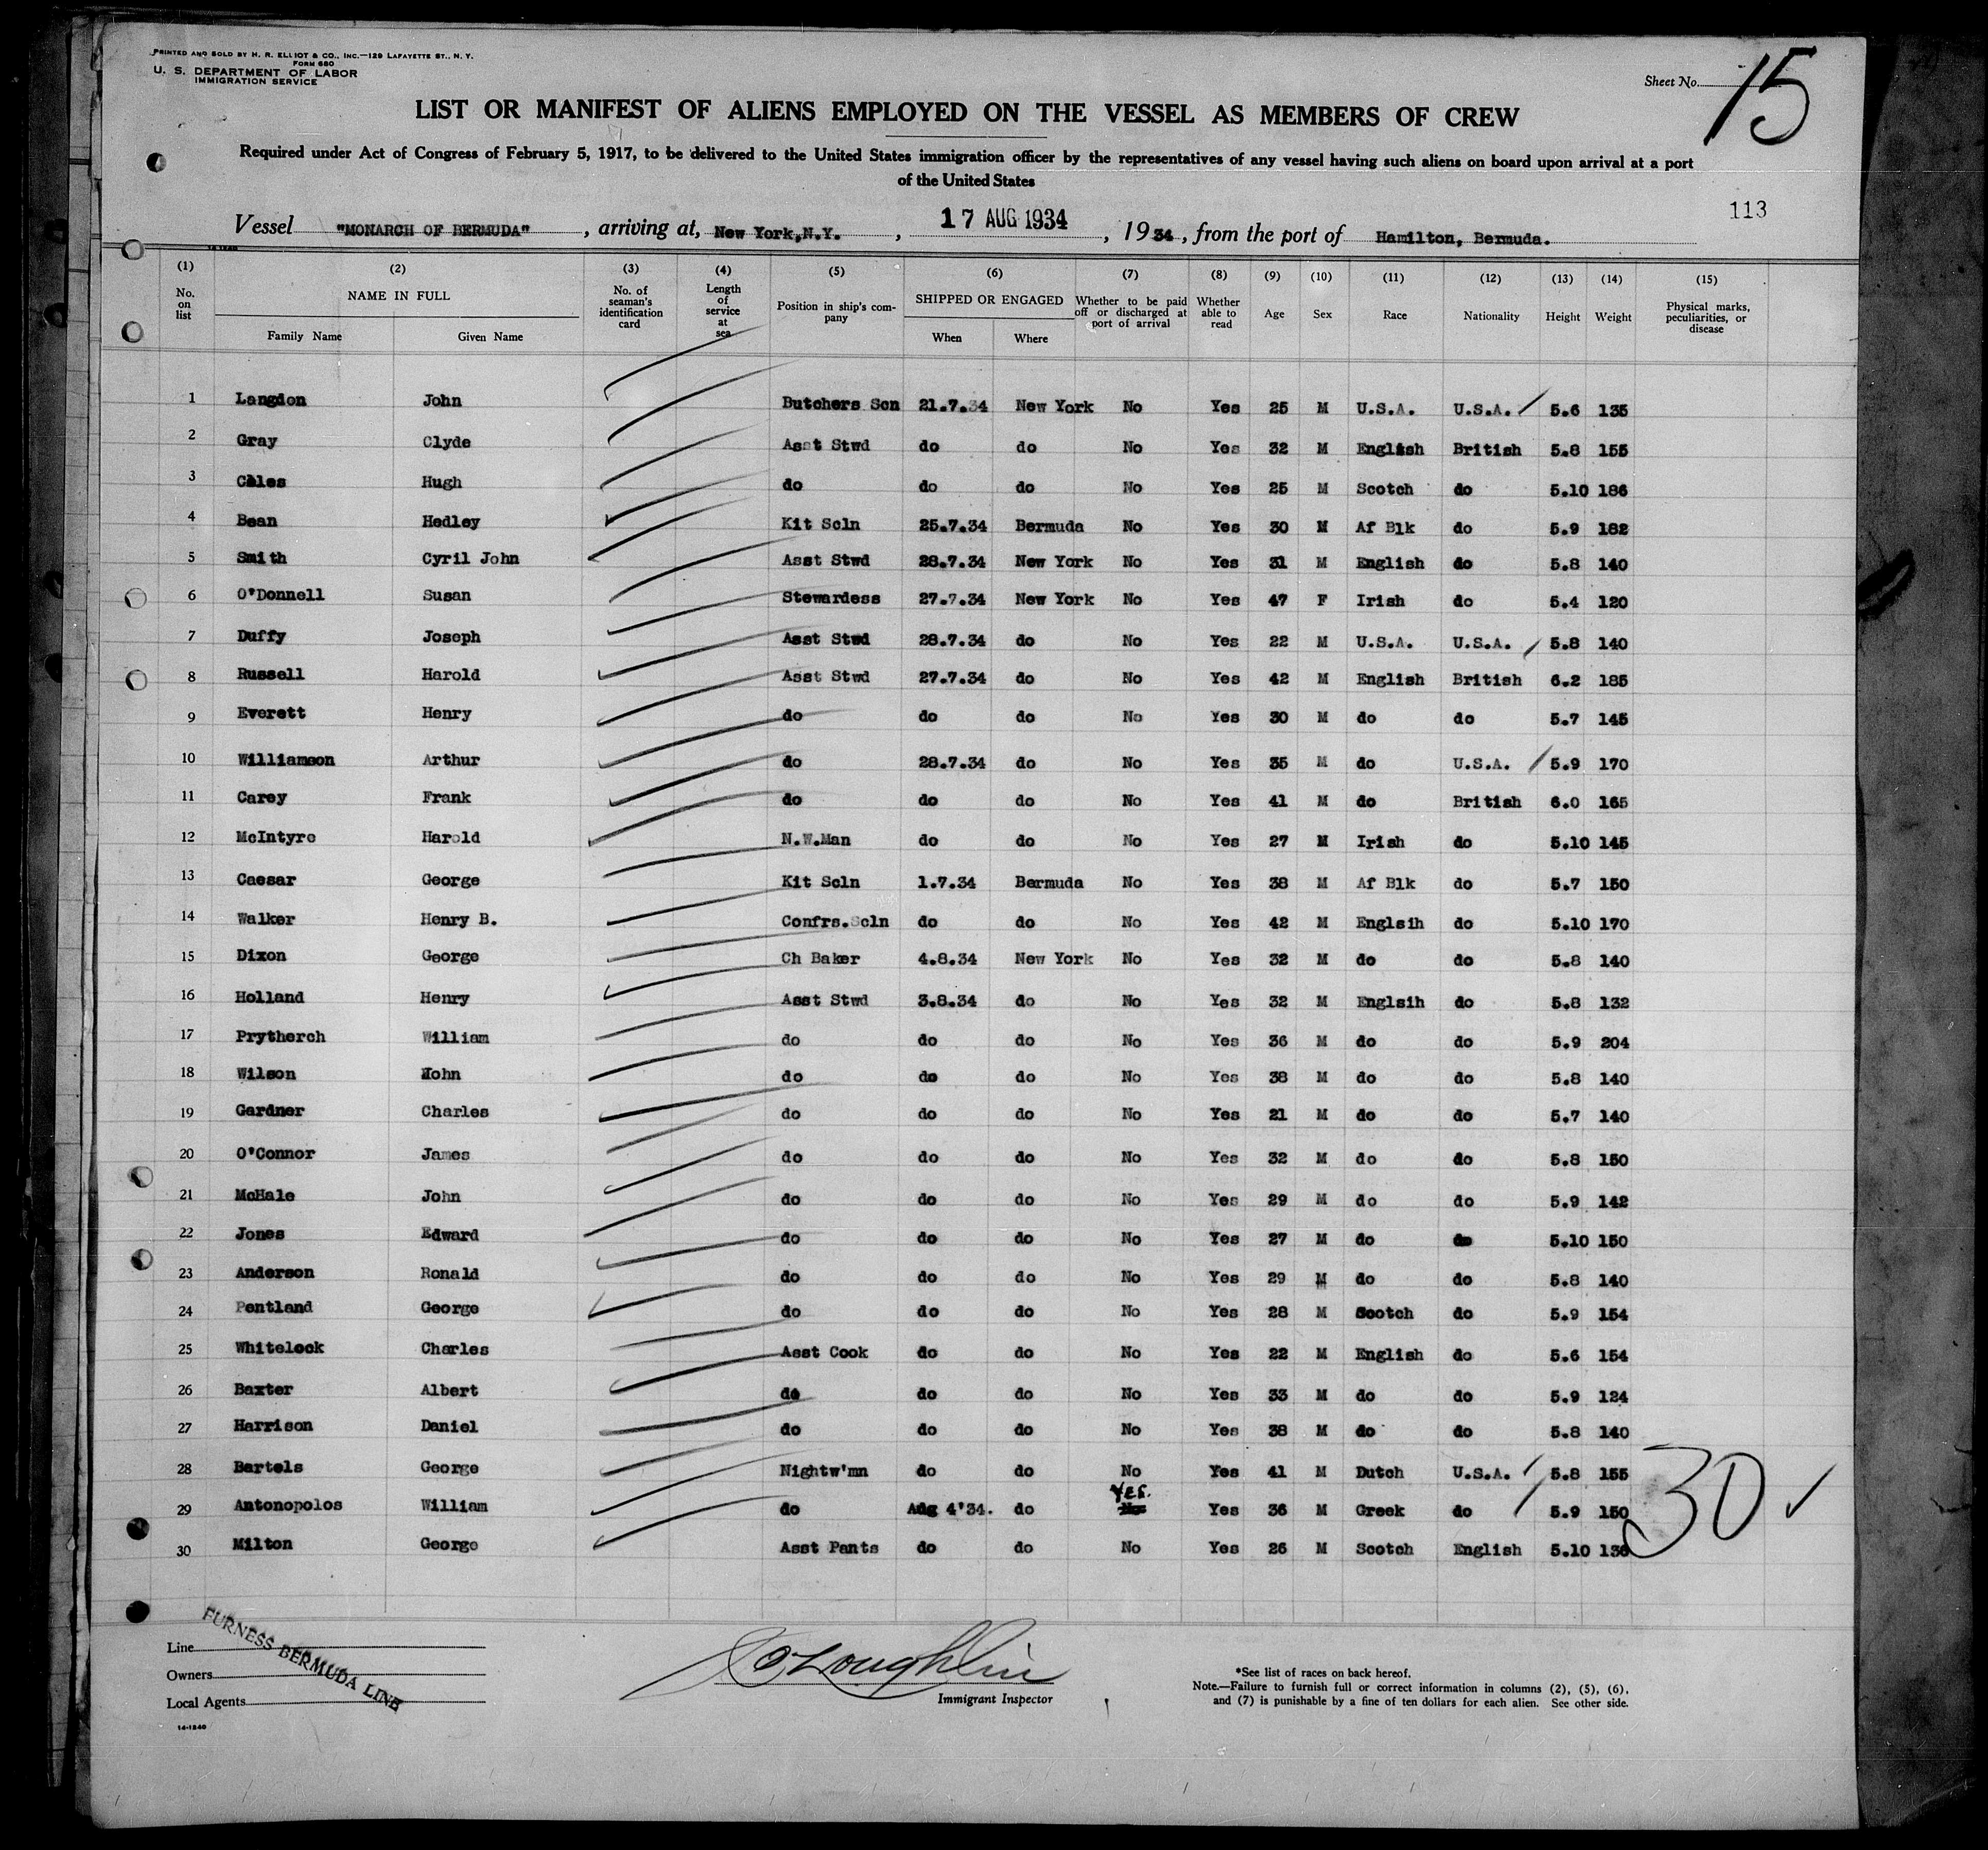 PRINTED AND SOLD BY H. R. ELLIOT & CO., INC.—129 LAFAYETTE ST., N. Y.
FORM 680
U. S. DEPARTMENT OF LABOR
IMMIGRATION SERVICE
Sheet No. 15
LIST OR MANIFEST OF ALIENS EMPLOYED ON THE VESSEL AS MEMBERS OF CREW
Required under Act of Congress of February 5, 1917, to be delivered to the United States immigration officer by the representatives of any vessel having such aliens on board upon arrival at a port
of the United States
113
Vessel "MONARCH OF BERMUDA", arriving at, New York,N.Y., 17 AUG 1934, 1934, from the port of Hamilton, Bermuda.
(1) (2) (3) (4) (5) (6) (7) (8) (9) (10) (11) (12) (13) (14) (15)
No. on list NAME IN FULL Family Name Given Name No. of seaman's identification card Length of service at sea Position in ship's company SHIPPED OR ENGAGED When Where Whether to be paid off or discharged at port of arrival Whether able to read Age Sex Race Nationality Height Weight Physical marks, peculiarities, or disease
1 Langdon John Butchers Scn 21.7.34 New York No Yes 25 M U.S.A. U.S.A. 5.6 135
2 Gray Clyde Asst Stwd do do No Yes 32 M English British 5.8 155
3 Coles Hugh do do do No Yes 25 M Scotch do 5.10 186
4 Bean Hedley Kit Scln 25.7.34 Bermuda No Yes 30 M Af Blk do 5.9 182
5 Smith Cyril John Asst Stwd 28.7.34 New York No Yes 31 M English do 5.8 140
6 O'Donnell Susan Stewardess 27.7.34 New York No Yes 47 F Irish do 5.4 120
7 Duffy Joseph Asst Stwd 28.7.34 do No Yes 22 M U.S.A. U.S.A. 5.8 140
8 Russell Harold Asst Stwd 27.7.34 do No Yes 42 M English British 6.2 185
9 Everett Henry do do do No Yes 30 M do do 5.7 145
10 Williamson Arthur do 28.7.34 do No Yes 35 M do U.S.A. 5.9 170
11 Carey Frank do do do No Yes 41 M do British 6.0 165
12 McIntyre Harold N.W.Man do do No Yes 27 M Irish do 5.10 145
13 Caesar George Kit Scln 1.7.34 Bermuda No Yes 38 M Af Blk do 5.7 150
14 Walker Henry B. Confrs.Scln do do No Yes 42 M Englsih do 5.10 170
15 Dixon George Ch Baker 4.8.34 New York No Yes 32 M do do 5.8 140
16 Holland Henry Asst Stwd 3.8.34 do No Yes 32 M Englsih do 5.8 132
17 Prytherch William do do do No Yes 36 M do do 5.9 204
18 Wilson John do do do No Yes 38 M do do 5.8 140
19 Gardner Charles do do do No Yes 21 M do do 5.7 140
20 O'Connor James do do do No Yes 32 M do do 5.8 150
21 McHale John do do do No Yes 29 M do do 5.9 142
22 Jones Edward do do do No Yes 27 M do do 5.10 150
23 Anderson Ronald do do do No Yes 29 M do do 5.8 140
24 Pentland George do do do No Yes 28 M Scotch do 5.9 154
25 Whitelock Charles Asst Cook do do No Yes 22 M English do 5.6 154
26 Baxter Albert do do do No Yes 33 M do do 5.9 124
27 Harrison Daniel do do do No Yes 38 M do do 5.8 140
28 Bartels George Nightw'mn do do No Yes 41 M Dutch U.S.A. 5.8 155
29 Antonopolos William do Aug 4'34. do Yes. Yes 36 M Greek do 5.9 150
30 Milton George Asst Pants do do No Yes 26 M Scotch English 5.10 136
30
Line
Owners
Local Agents
FURNESS BERMUDA LINE
14-1240
O'Loughlin
Immigrant Inspector
*See list of races on back hereof.
Note.—Failure to furnish full or correct information in columns (2), (5), (6),
and (7) is punishable by a fine of ten dollars for each alien. See other side.